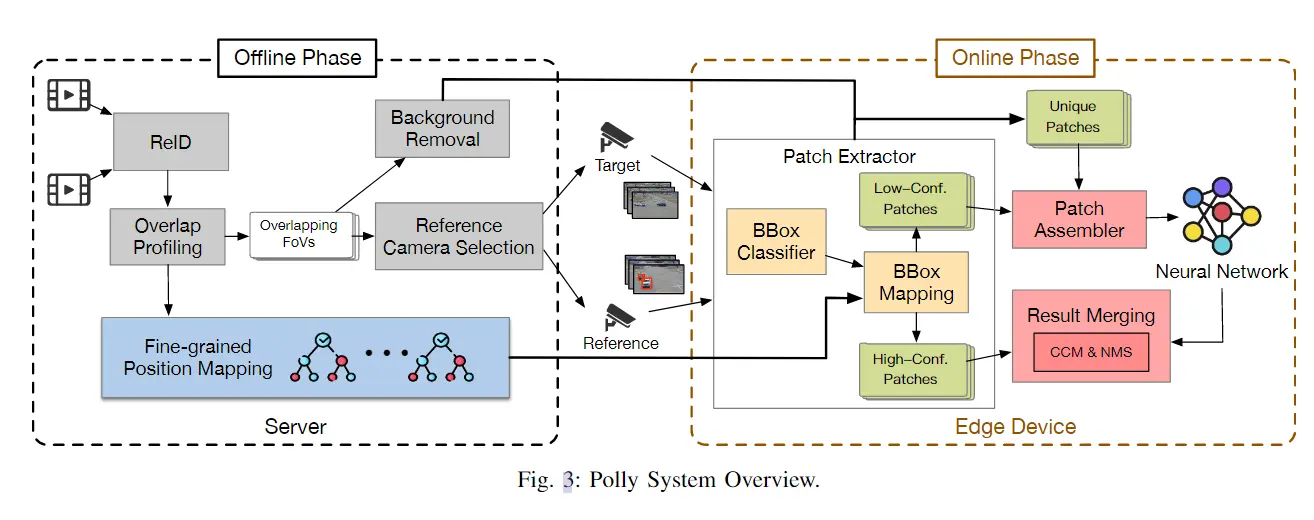 Offline Phase
Online Phase
ReID
Background
Removal
Overlap
Profiling
Overlapping
FoVs
Reference
Camera Selection
Fine-grained
Position Mapping
Server
Target
Reference
Patch Extractor
BBox
Classifier
BBox
Mapping
Low-Conf.
Patches
High-Conf.
Patches
Unique
Patches
Patch
Assembler
Neural Network
Result Merging
CCM & NMS
Edge Device
Fig. 3: Polly System Overview.